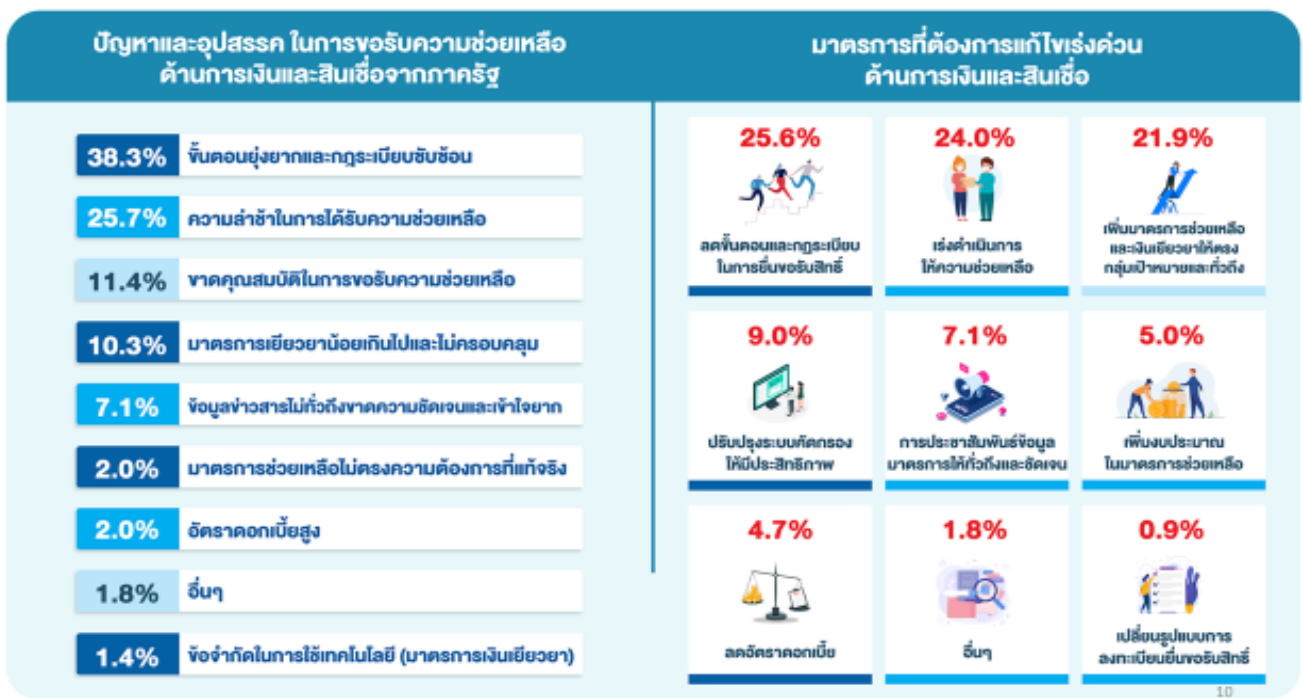 ปัญหาและอุปสรรค ในการขอรับความช่วยเหลือ
ด้านการเงินและสินเชื่อจากภาครัฐ
38.3% ขั้นตอนยุ่งยากและกฎระเบียบซับซ้อน
25.7% ความล่าช้าในการได้รับความช่วยเหลือ
11.4% ขาดคุณสมบัติในการขอรับความช่วยเหลือ
10.3% มาตรการเยียวยาน้อยเกินไปและไม่ครอบคลุม
7.1% ข้อมูลข่าวสารไม่ทั่วถึงขาดความชัดเจนและเข้าใจยาก
2.0% มาตรการช่วยเหลือไม่ตรงความต้องการที่แท้จริง
2.0% อัตราดอกเบี้ยสูง
1.8% อื่นๆ
1.4% ข้อจำกัดในการใช้เทคโนโลยี (มาตรการเงินเยียวยา)
มาตรการที่ต้องการแก้ไขเร่งด่วน
ด้านการเงินและสินเชื่อ
25.6%
ลดขั้นตอนและกฎระเบียบ
ในการยื่นขอรับสิทธิ์
24.0%
เร่งดำเนินการ
ให้ความช่วยเหลือ
21.9%
เพิ่มมาตรการช่วยเหลือ
และเงินเยียวยาให้ตรง
กลุ่มเป้าหมายและทั่วถึง
9.0%
ปรับปรุงระบบคัดกรอง
ให้มีประสิทธิภาพ
7.1%
การประชาสัมพันธ์ข้อมูล
มาตรการให้ทั่วถึงและชัดเจน
5.0%
เพิ่มงบประมาณ
ในมาตรการช่วยเหลือ
4.7%
ลดอัตราดอกเบี้ย
1.8%
อื่นๆ
0.9%
เปลี่ยนรูปแบบการ
ลงทะเบียนยื่นขอรับสิทธิ์
10